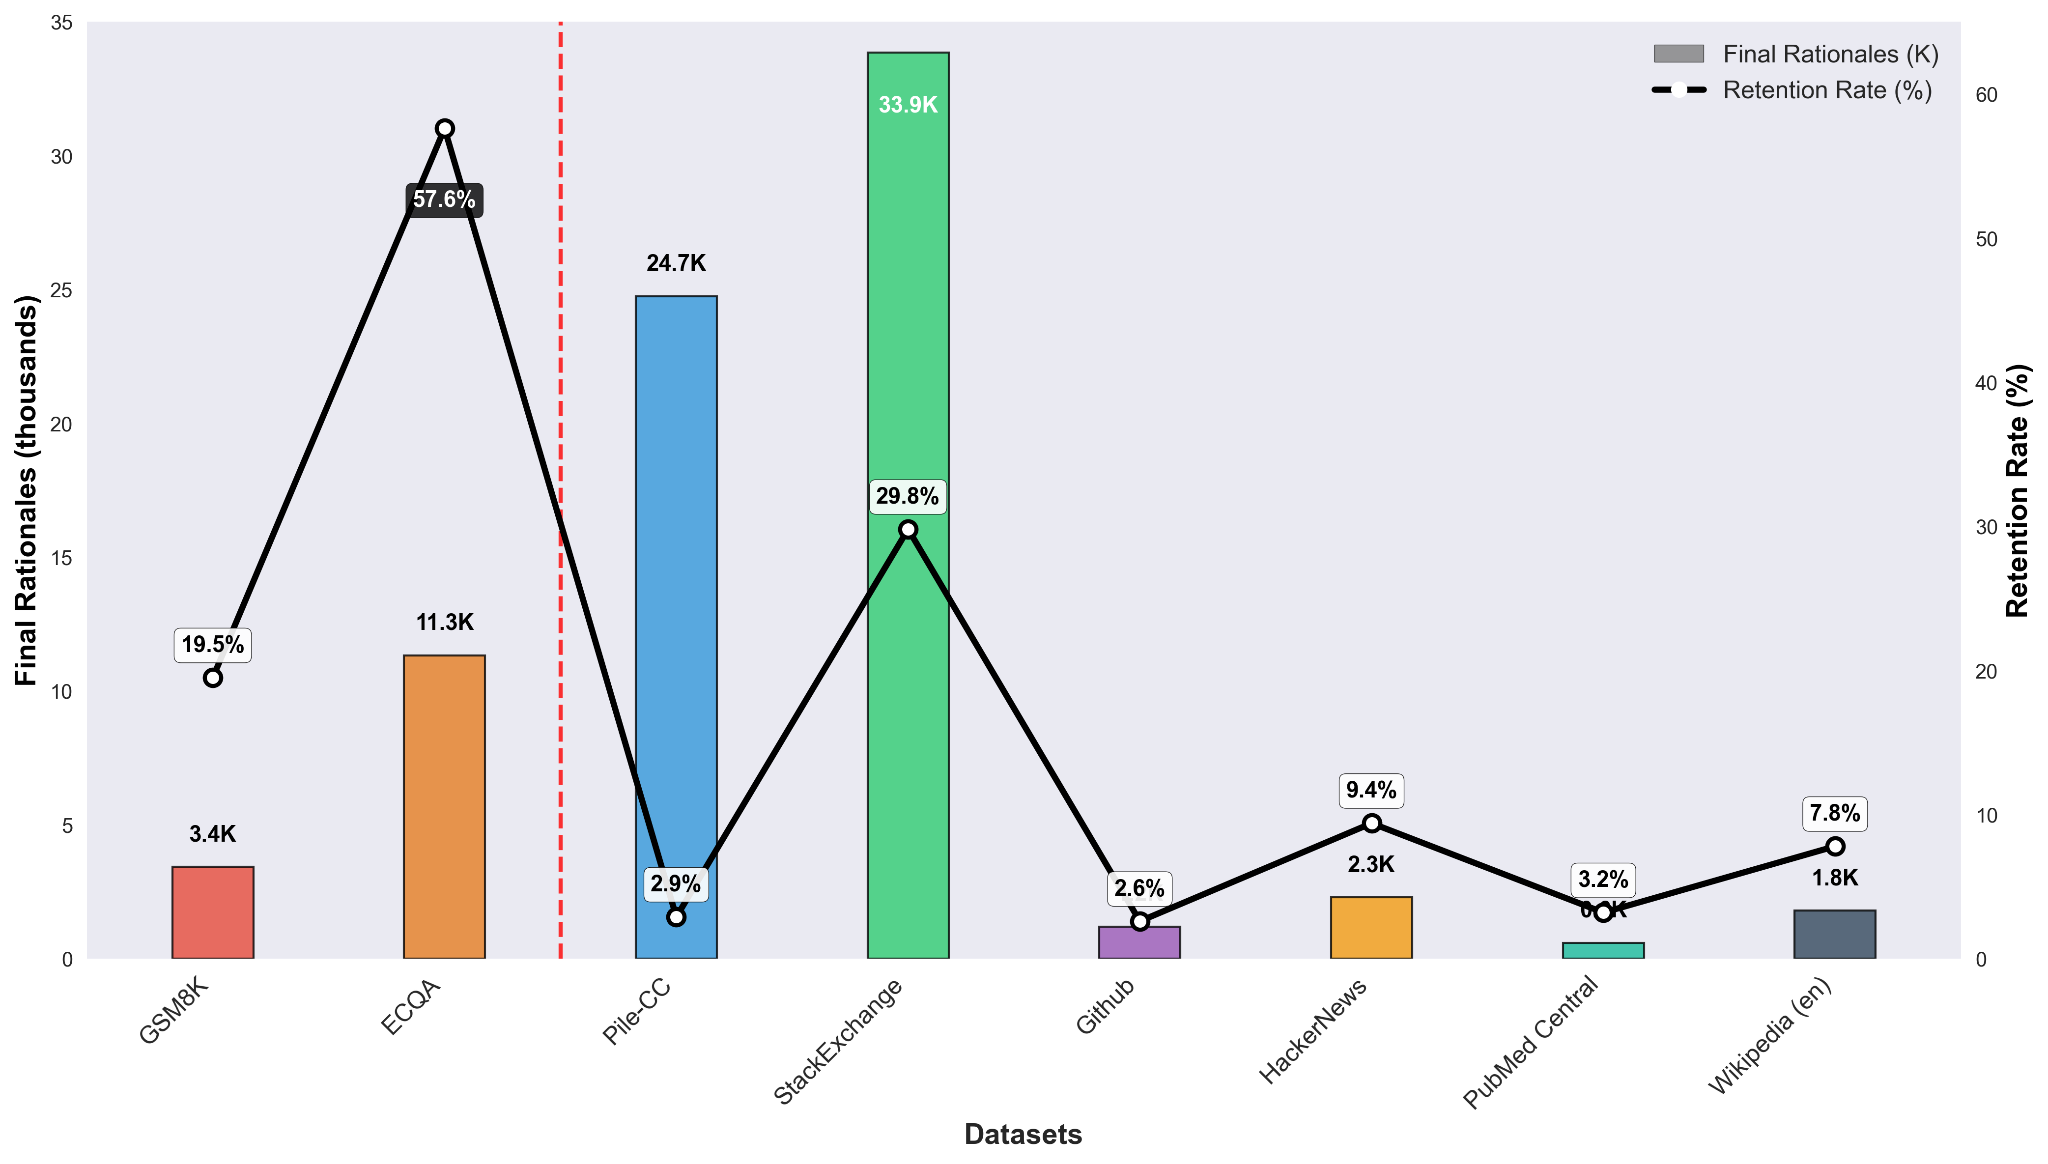 35
30
25
20
15
10
5
0
Final Rationales (thousands)
Final Rationales (K)
Retention Rate (%)
60
50
40
30
20
10
0
Retention Rate (%)
33.9K
57.6%
24.7K
29.8%
11.3K
19.5%
3.4K
2.9%
2.6%
9.4%
2.3K
3.2%
7.8%
1.8K
GSM8K
ECQA
Pile-CC
StackExchange
Github
HackerNews
PubMed Central
Wikipedia (en)
Datasets